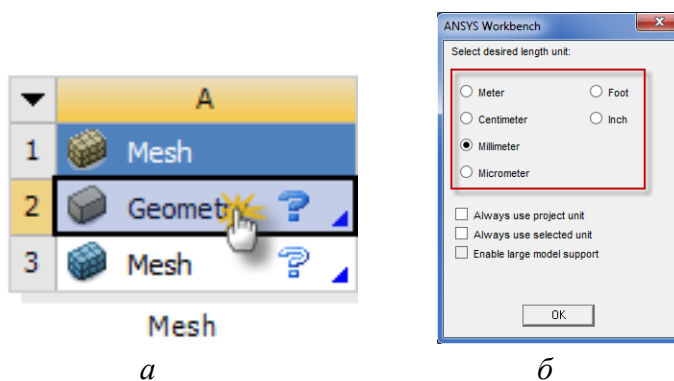 A
1 Mesh
2 Geometry ?
3 Mesh ?
Mesh
а
ANSYS Workbench x
Select desired length unit:
Meter Foot
Centimeter Inch
Millimeter
Micrometer
Always use project unit
Always use selected unit
Enable large model support
OK
б